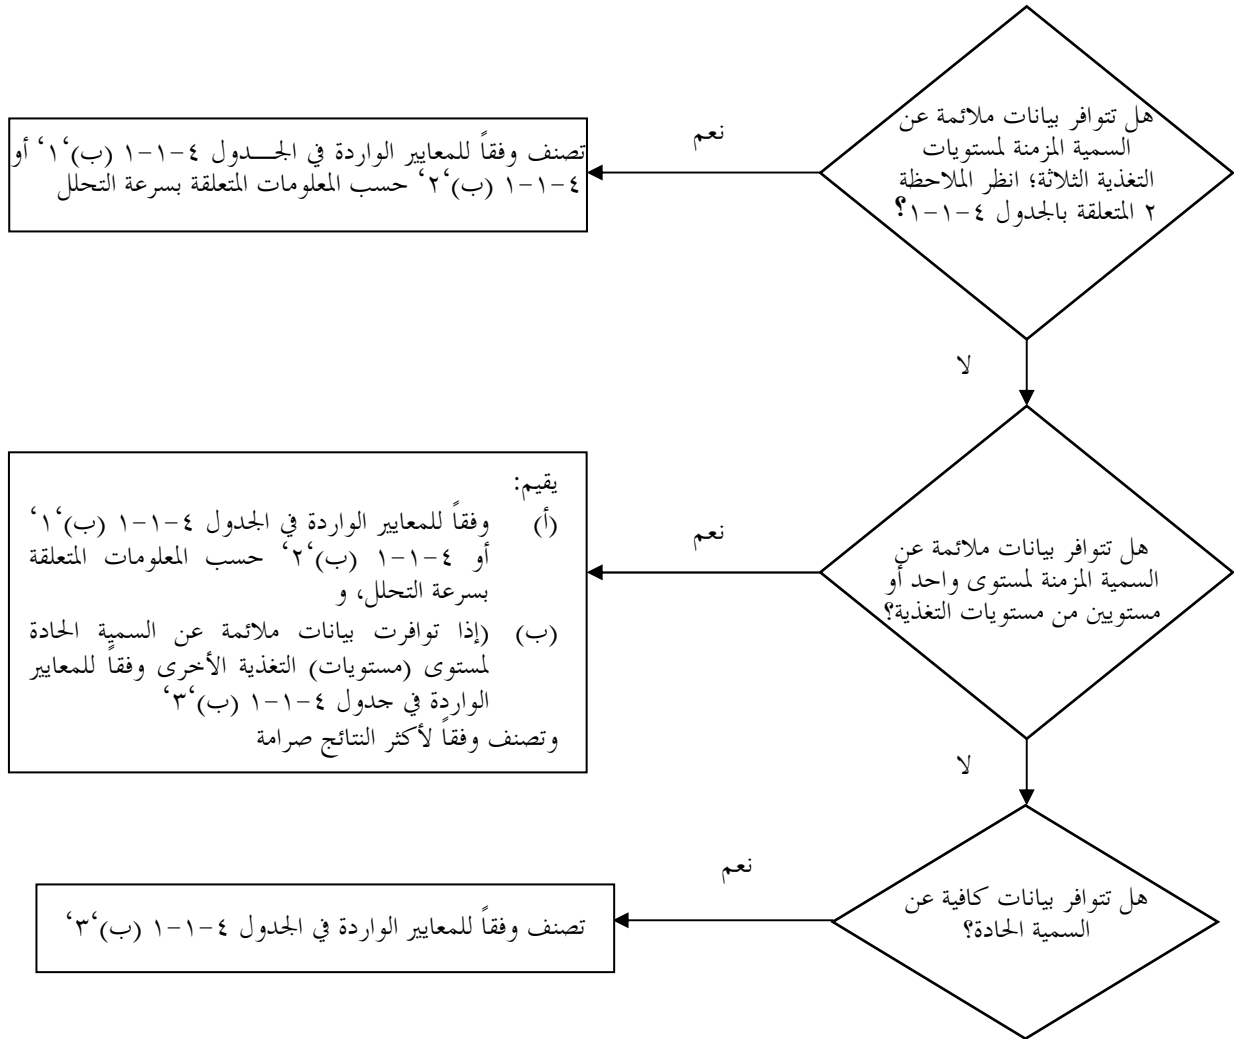 هل تتوافر بيانات ملائمة عن
السمية المزمنة لمستويات
التغذية الثلاثة؛ انظر الملاحظة
٢ المتعلقة بالجدول ٤-١-١؟
نعم
تصنف وفقاً للمعايير الواردة في الجـــدول ٤-١-١ (ب)‘١‘ أو
٤-١-١ (ب)‘٢‘ حسب المعلومات المتعلقة بسرعة التحلل
لا
هل تتوافر بيانات ملائمة عن
السمية المزمنة لمستوى واحد أو
مستويين من مستويات التغذية؟
نعم
يقيم:
(أ) وفقاً للمعايير الواردة في الجدول ٤-١-١ (ب)‘١‘
أو ٤-١-١ (ب)‘٢‘ حسب المعلومات المتعلقة
بسرعة التحلل، و
(ب) (إذا توافرت بيانات ملائمة عن السمية الحادة
لمستوى (مستويات) التغذية الأخرى وفقاً للمعايير
الواردة في جدول ٤-١-١ (ب)‘٣‘
وتصنف وفقاً لأكثر النتائج صرامة
لا
هل تتوافر بيانات كافية عن
السمية الحادة؟
نعم
تصنف وفقاً للمعايير الواردة في الجدول ٤-١-١ (ب)‘٣‘